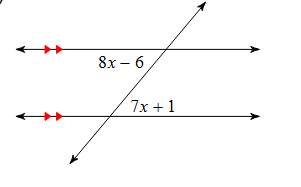 8x – 6
7x + 1